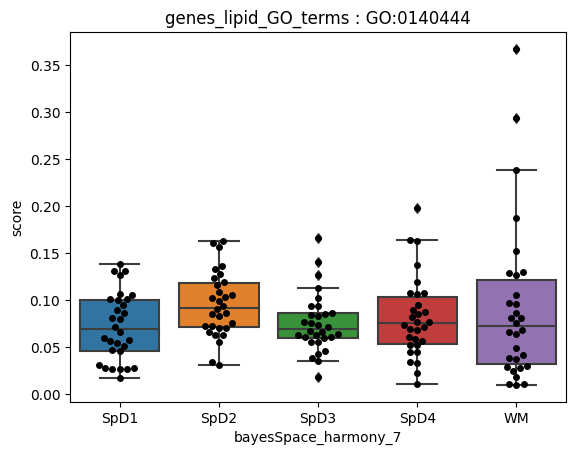 genes_lipid_GO_terms : GO:0140444
score
0.35
0.30
0.25
0.20
0.15
0.10
0.05
0.00
SpD1 SpD2 SpD3 SpD4 WM
bayesSpace_harmony_7